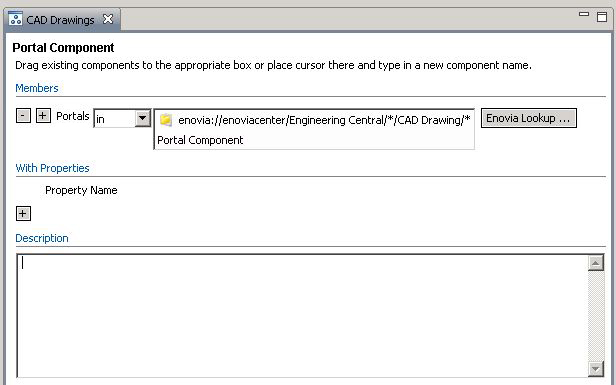 CAD Drawings
Portal Component
Drag existing components to the appropriate box or place cursor there and type in a new component name.
Members
- + Portals in enovia://enoviacenter/Engineering Central/*/CAD Drawing/* Enovia Lookup ...
Portal Component
With Properties
Property Name
+
Description